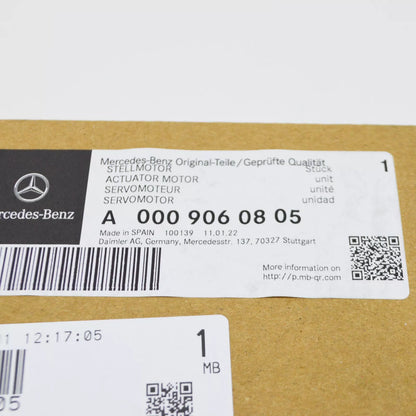 Mercedes-Benz Original-Teile/Geprüfte Qualität
STELLMOTOR Stück 1
ACTUATOR MOTOR unit
SERVOMOTEUR unité
SERVOMOTOR unidad
rcedes-Benz
A 000 906 08 05
Made in SPAIN 100139 11.01.22
Daimler AG, Germany, Mercedesstr. 137, 70327 Stuttgart
More information on
http://p.mb-qr.com/
12:17:05
1
MB
05